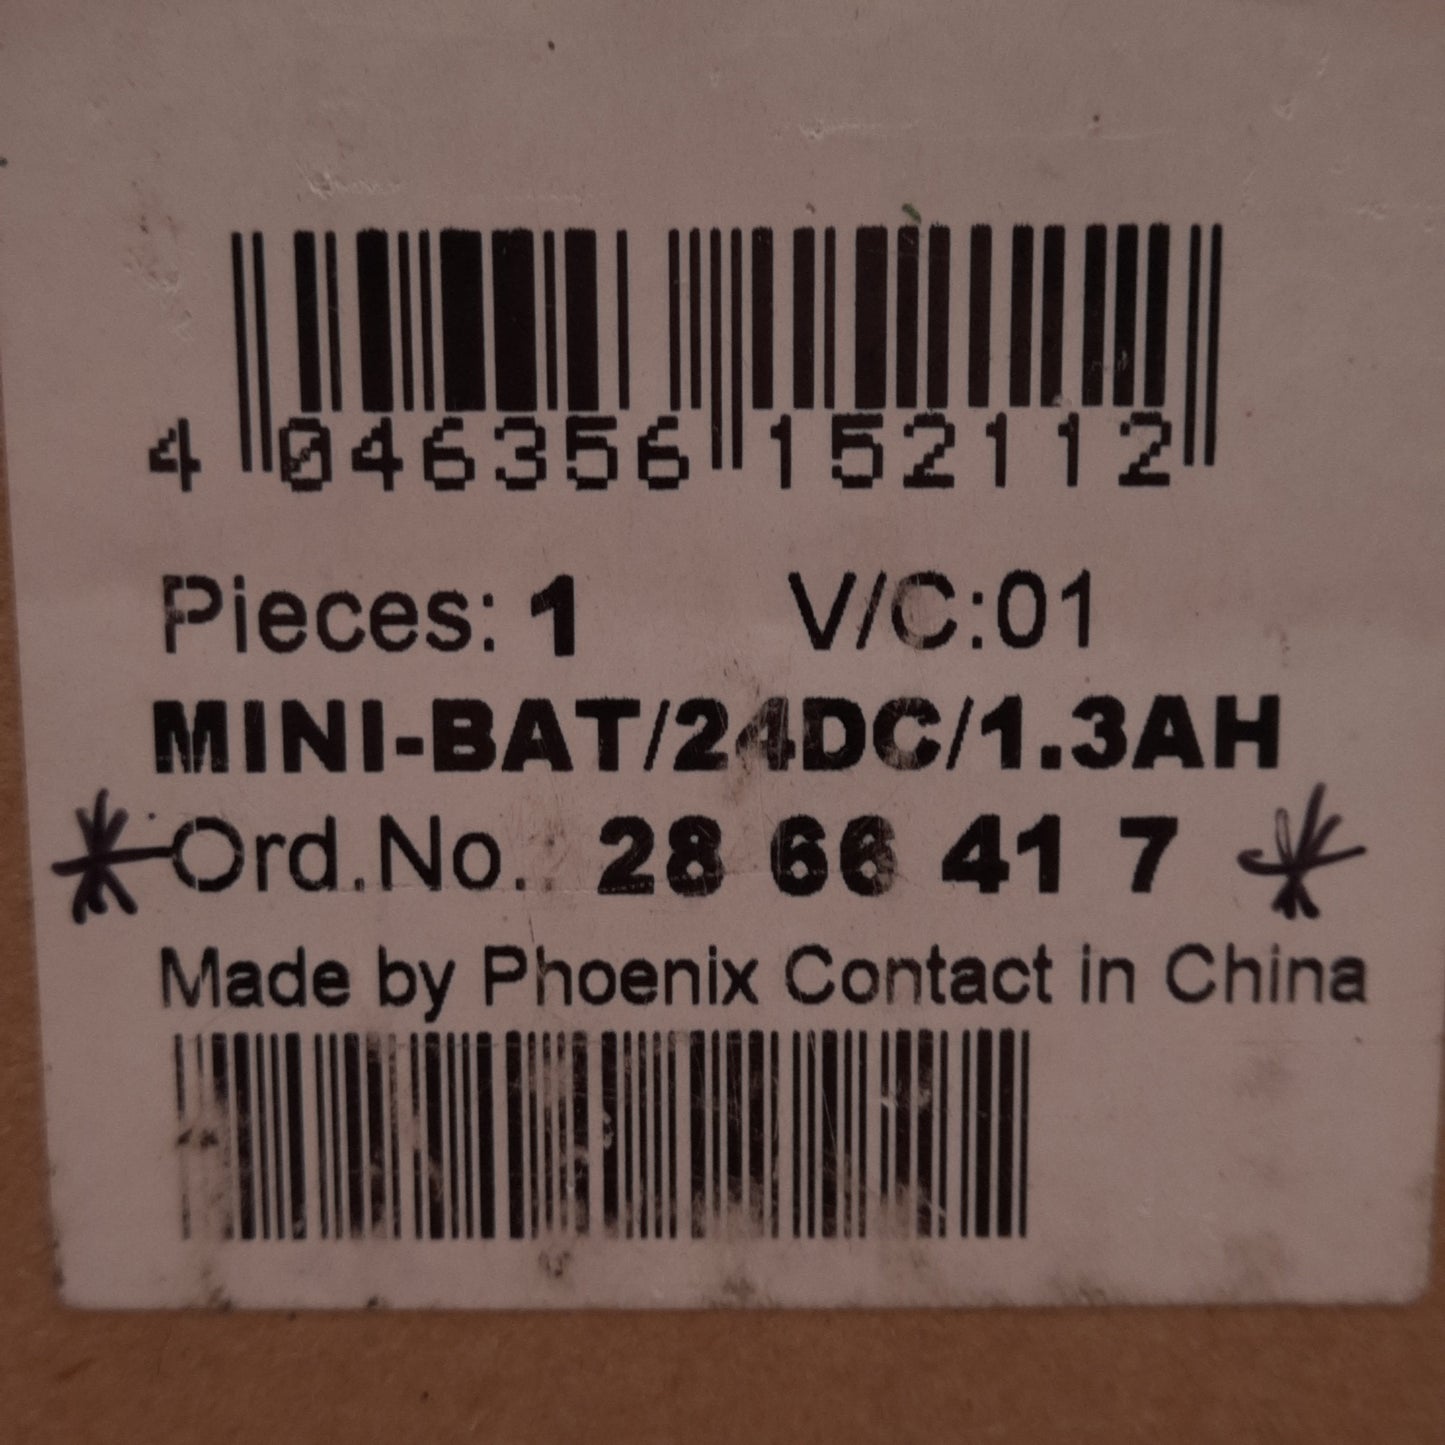 4 046356 152112
Pieces: 1 V/C:01
MINI-BAT/24DC/1.3AH
Ord.No. 28 66 41 7
Made by Phoenix Contact in China